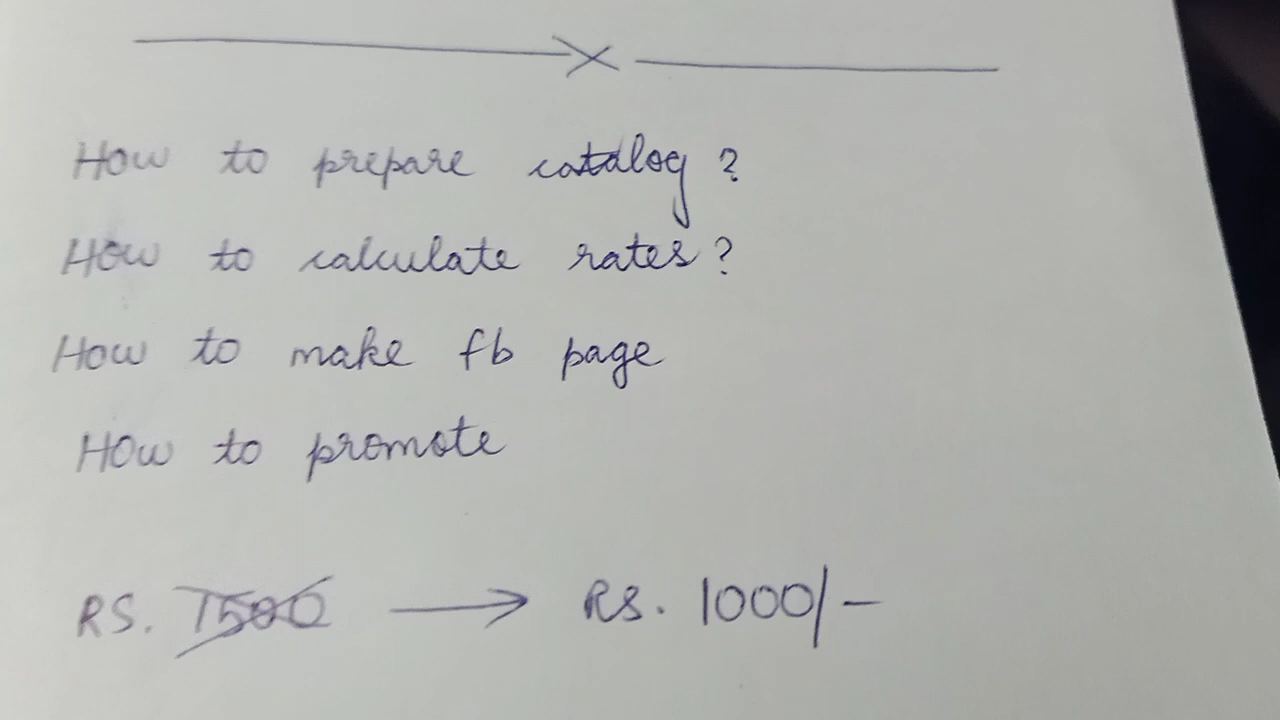 How to prepare catalog ?
How to calculate rates ?
How to make fb page
How to promote
RS. 1500 → RS. 1000/-